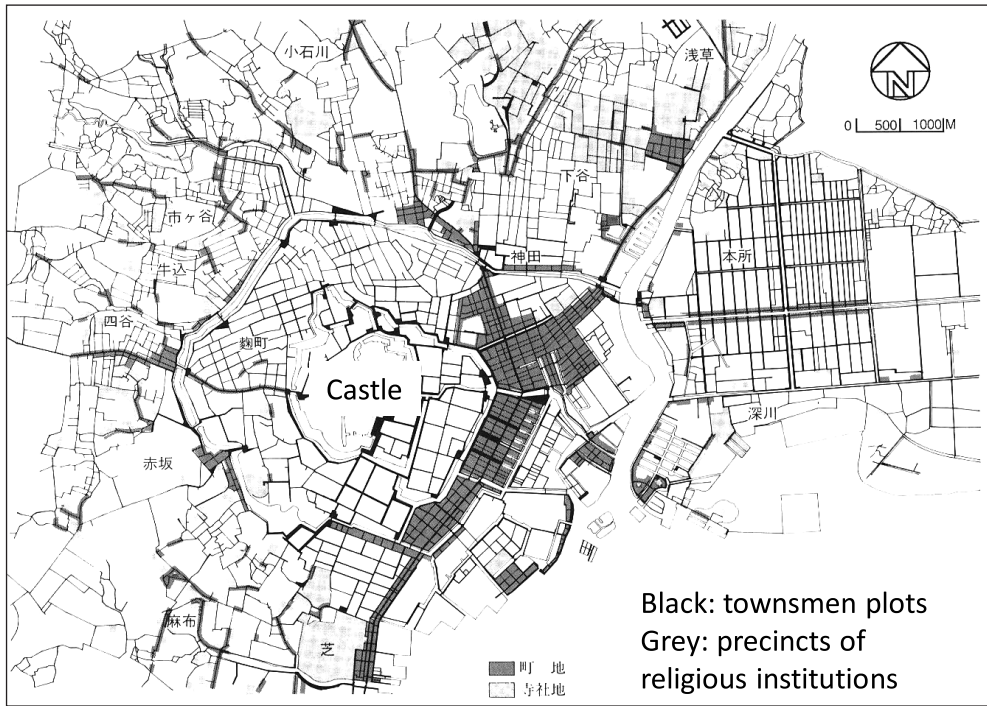 小石川
浅草
N
0 500 1000M
下谷
市ヶ谷
神田
本所
牛込
四谷
麴町
Castle
深川
赤坂
Black: townsmen plots
Grey: precincts of
religious institutions
麻布
芝
町 地
寺社地